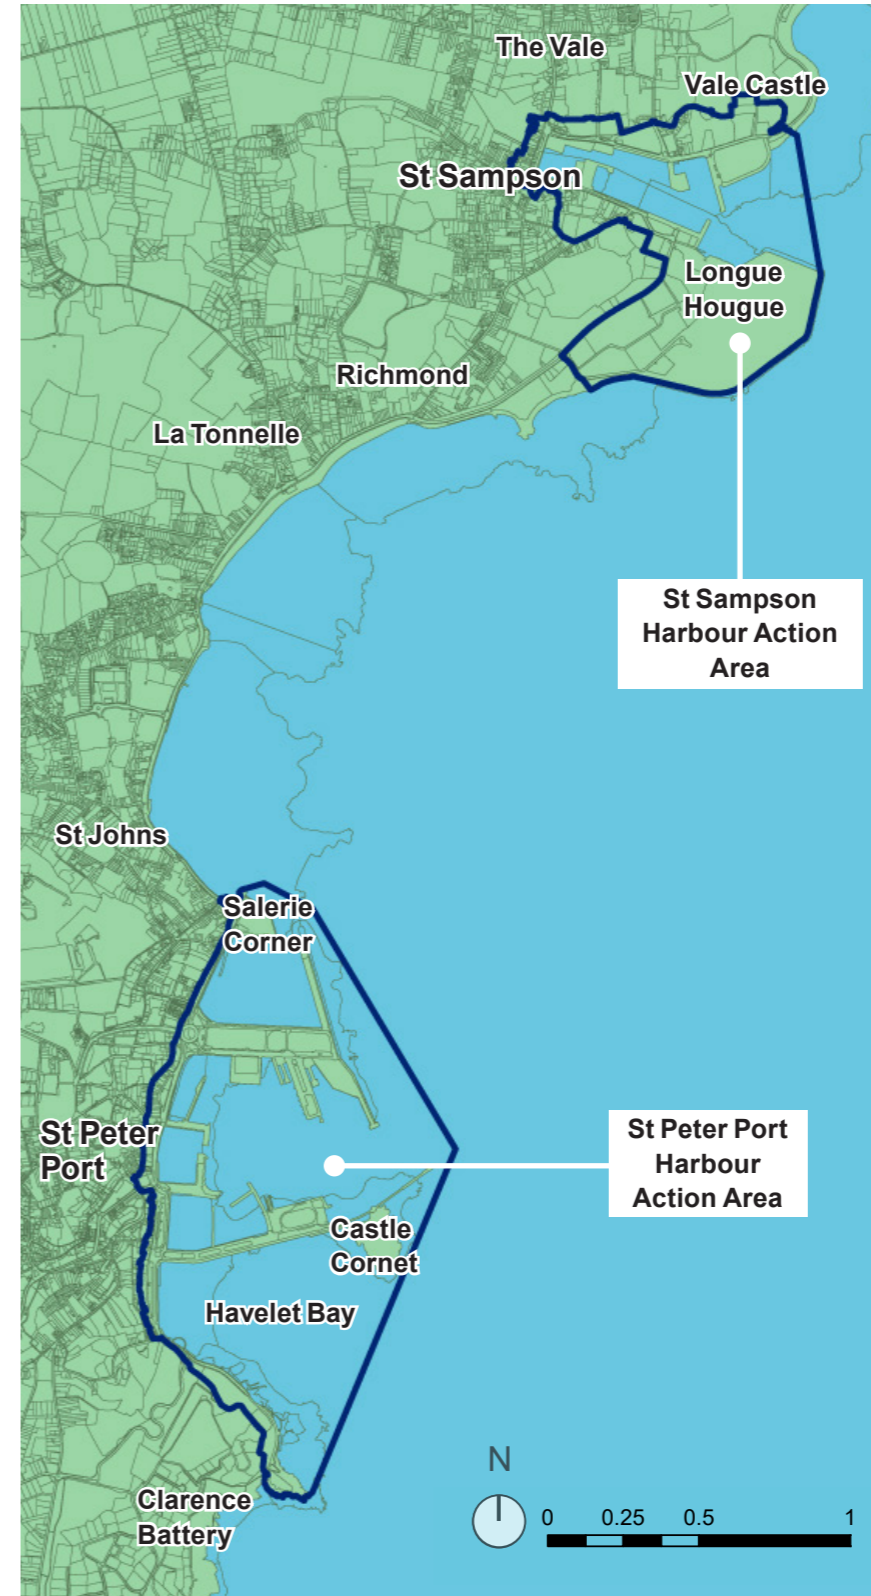 The Vale
Vale Castle
St Sampson
Longue
Hougue
Richmond
La Tonnelle
St Sampson
Harbour Action
Area
St Johns
Salerie
Corner
St Peter
Port
St Peter Port
Harbour
Action Area
Castle
Cornet
Havelet Bay
Clarence
Battery
N
0 0.25 0.5 1